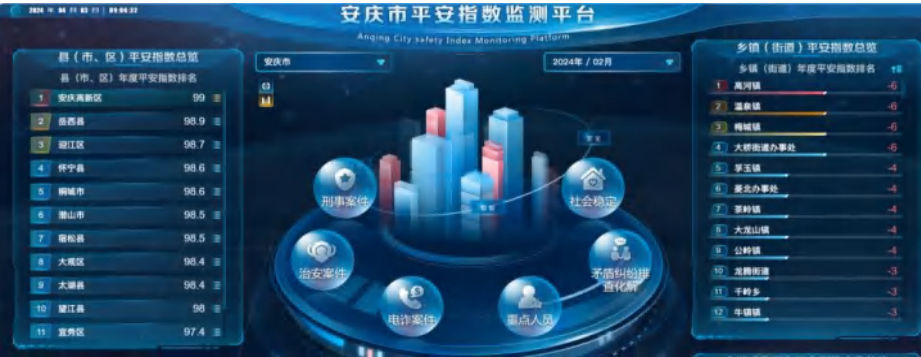 2024 年 04 月 03 日 | 09:04:32
安庆市平安指数监测平台
Anqing City safety Index Monitoring Platform
县（市、区）平安指数总览
县（市、区）年度平安指数排名
1 安庆高新区 99
2 岳西县 98.9
3 迎江区 98.7
4 怀宁县 98.6
5 桐城市 98.6
6 潜山市 98.5
7 宿松县 98.5
8 大观区 98.4
9 太湖县 98.4
10 望江县 98
11 宜秀区 97.4
安庆市
2024年 / 02月
刑事案件
社会稳定
治安案件
矛盾纠纷排
查化解
电诈案件
重点人员
乡镇（街道）平安指数总览
乡镇（街道）年度平安指数排名
1 高河镇 -6
2 温泉镇 -6
3 梅城镇 -6
4 大桥街道办事处 -6
5 孚玉镇 -4
6 菱北办事处 -4
7 茶岭镇 -4
8 大龙山镇 -4
9 公岭镇 -4
10 龙腾街道 -3
11 千岭乡 -3
12 牛镇镇 -3